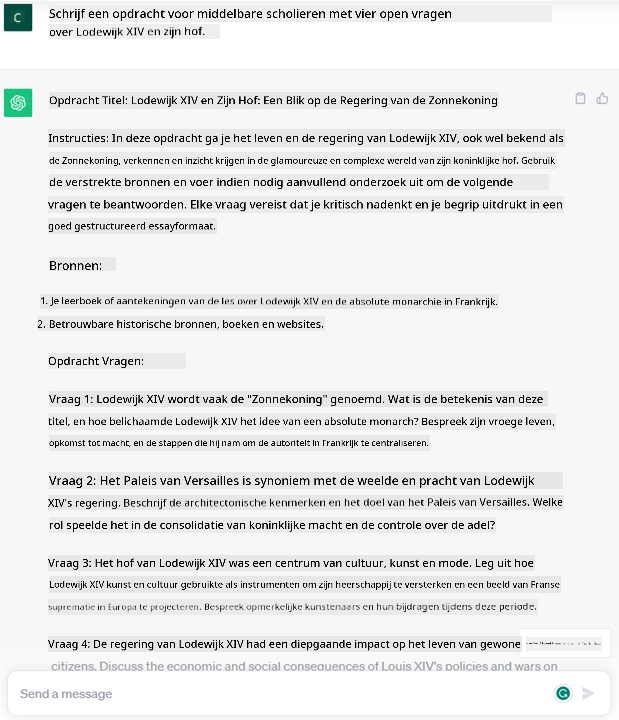 C
Schrijf een opdracht voor middelbare scholieren met vier open vragen
over Lodewijk XIV en zijn hof.
Opdracht Titel: Lodewijk XIV en Zijn Hof: Een Blik op de Regering van de Zonnekoning
Instructies: In deze opdracht ga je het leven en de regering van Lodewijk XIV, ook wel bekend als
de Zonnekoning, verkennen en inzicht krijgen in de glamoureuze en complexe wereld van zijn koninklijke hof. Gebruik
de verstrekte bronnen en voer indien nodig aanvullend onderzoek uit om de volgende
vragen te beantwoorden. Elke vraag vereist dat je kritisch nadenkt en je begrip uitdrukt in een
goed gestructureerd essayformaat.
Bronnen:
1. Je leerboek of aantekeningen van de les over Lodewijk XIV en de absolute monarchie in Frankrijk.
2. Betrouwbare historische bronnen, boeken en websites.
Opdracht Vragen:
Vraag 1: Lodewijk XIV wordt vaak de "Zonnekoning" genoemd. Wat is de betekenis van deze
titel, en hoe belichaamde Lodewijk XIV het idee van een absolute monarch? Bespreek zijn vroege leven,
opkomst tot macht, en de stappen die hij nam om de autoriteit in Frankrijk te centraliseren.
Vraag 2: Het Paleis van Versailles is synoniem met de weelde en pracht van Lodewijk
XIV's regering. Beschrijf de architectonische kenmerken en het doel van het Paleis van Versailles. Welke
rol speelde het in de consolidatie van koninklijke macht en de controle over de adel?
Vraag 3: Het hof van Lodewijk XIV was een centrum van cultuur, kunst en mode. Leg uit hoe
Lodewijk XIV kunst en cultuur gebruikte als instrumenten om zijn heerschappij te versterken en een beeld van Franse
suprematie in Europa te projecteren. Bespreek opmerkelijke kunstenaars en hun bijdragen tijdens deze periode.
Vraag 4: De regering van Lodewijk XIV had een diepgaande impact op het leven van gewone
citizens. Discuss the economic and social consequences of Louis XIV's policies and wars on
Send a message